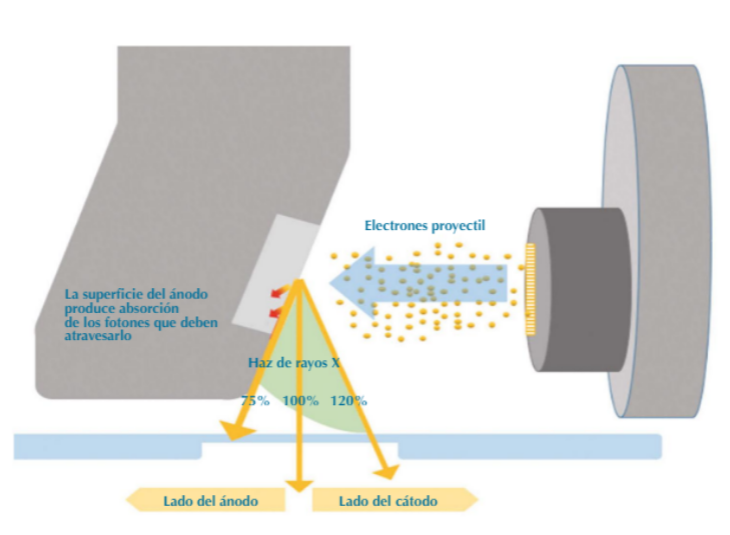 Electrones proyectil
La superficie del ánodo
produce absorción
de los fotones que deben
atravesarlo
Haz de rayos X
75% 100% 120%
Lado del ánodo
Lado del cátodo